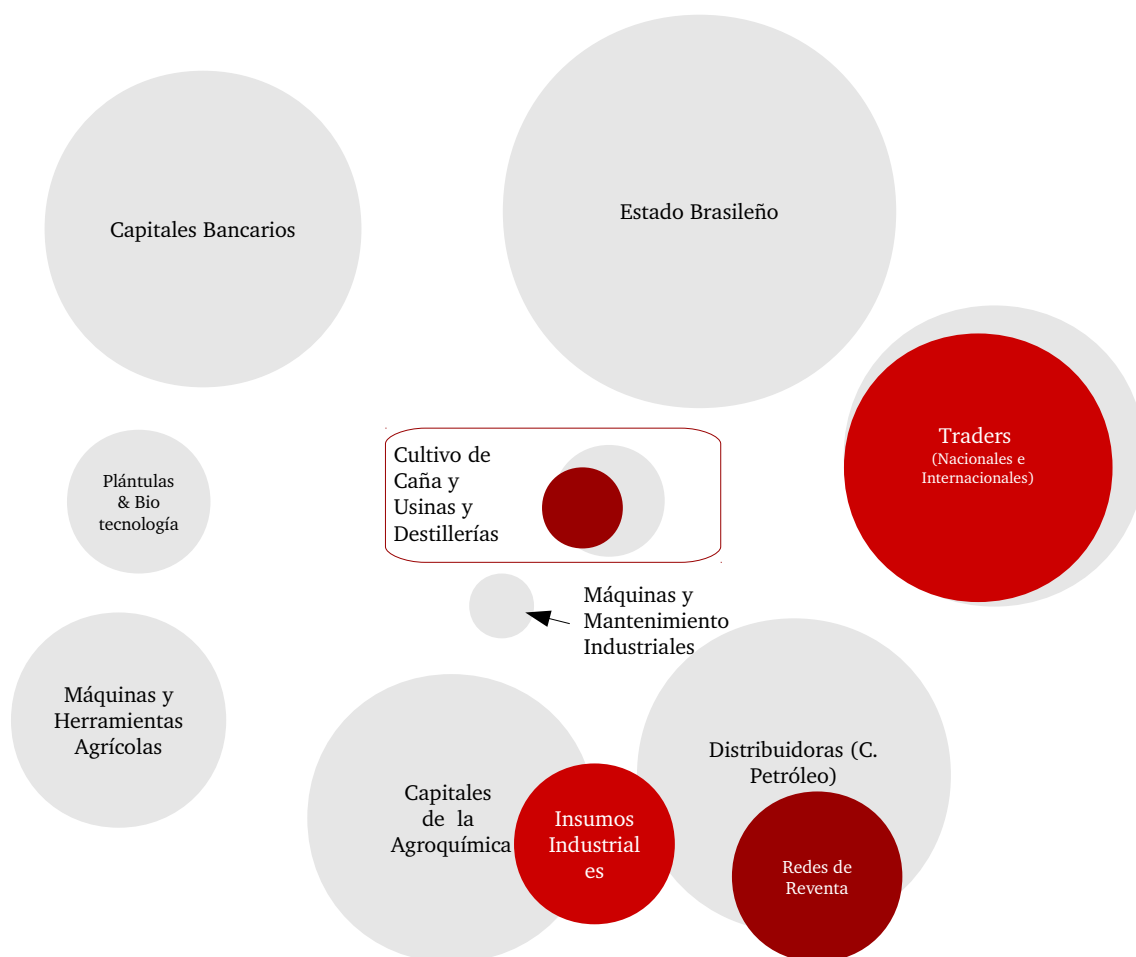 Capitales Bancarios
Estado Brasileño
Traders
(Nacionales e
Internacionales)
Cultivo de
Caña y
Usinas y
Destillerías
Plántulas
& Bio
tecnología
Máquinas y
Mantenimiento
Industriales
Máquinas y
Herramientas
Agrícolas
Distribuidoras (C.
Petróleo)
Capitales
de la
Agroquímica
Insumos
Industrial
es
Redes de
Reventa